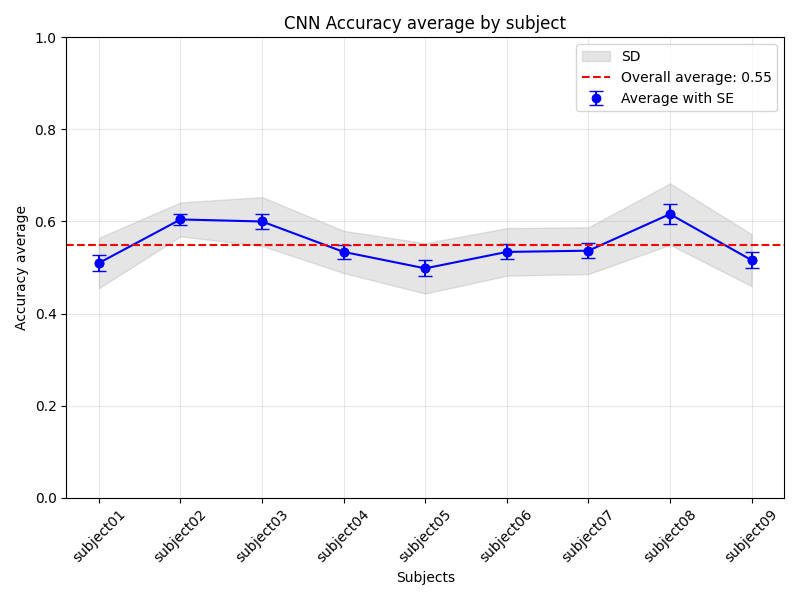 CNN Accuracy average by subject
SD
Overall average: 0.55
Average with SE
1.0
0.8
0.6
0.4
0.2
0.0
Accuracy average
subject01
subject02
subject03
subject04
subject05
subject06
subject07
subject08
subject09
Subjects